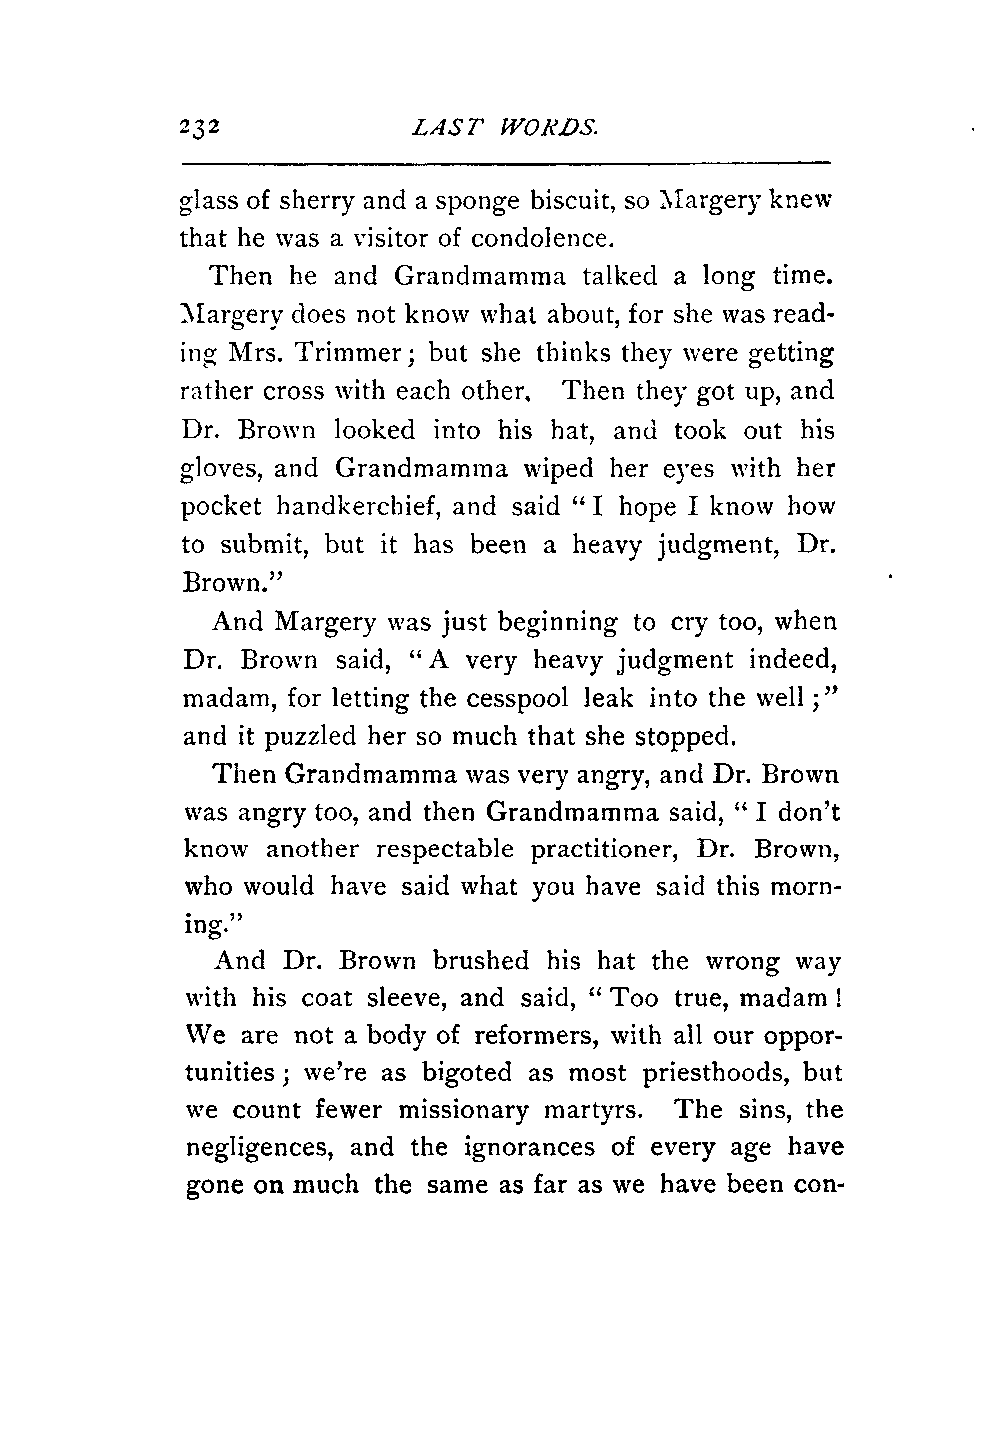 232 LAST WORDS.
glass of sherry and a sponge biscuit, so Margery knew
that he was a visitor of condolence.
Then he and Grandmamma talked a long time.
Margery does not know what about, for she was read-
ing Mrs. Trimmer; but she thinks they were getting
rather cross with each other. Then they got up, and
Dr. Brown looked into his hat, and took out his
gloves, and Grandmamma wiped her eyes with her
pocket handkerchief, and said “I hope I know how
to submit, but it has been a heavy judgment, Dr.
Brown.”
And Margery was just beginning to cry too, when
Dr. Brown said, “A very heavy judgment indeed,
madam, for letting the cesspool leak into the well;”
and it puzzled her so much that she stopped.
Then Grandmamma was very angry, and Dr. Brown
was angry too, and then Grandmamma said, “I don’t
know another respectable practitioner, Dr. Brown,
who would have said what you have said this morn-
ing.”
And Dr. Brown brushed his hat the wrong way
with his coat sleeve, and said, “Too true, madam!
We are not a body of reformers, with all our oppor-
tunities; we’re as bigoted as most priesthoods, but
we count fewer missionary martyrs. The sins, the
negligences, and the ignorances of every age have
gone on much the same as far as we have been con-